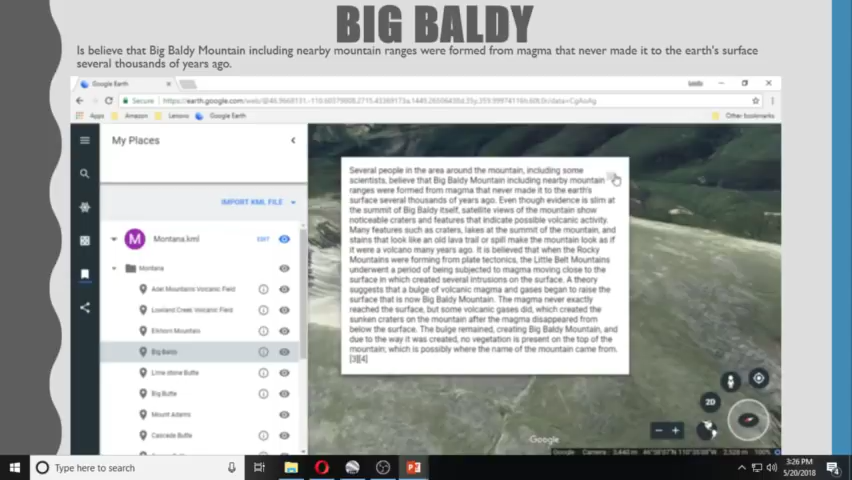 BIG BALDY
Is believe that Big Baldy Mountain including nearby mountain ranges were formed from magma that never made it to the earth's surface
several thousands of years ago.
Google Earth
Secure
Apps Amazon Lessons Google Earth Other bookmarks
My Places
IMPORT KML FILE
M Montana.kml EDIT
Montana
Adel Mountains Volcanic Field
Lowland Creek Volcanic Field
Elkhorn Mountains
Big Baldy
Lime stone Butte
Big Butte
Mount Adams
Cascade Butte
Several people in the area around the mountain, including some
scientists, believe that Big Baldy Mountain including nearby mountain
ranges were formed from magma that never made it to the earth's
surface several thousands of years ago. Even though evidence is slim at
the summit of Big Baldy itself, satellite views of the mountain show
noticeable craters and features that indicate possible volcanic activity.
Many features such as craters, lakes at the summit of the mountain, and
stains that look like an old lava trail or spill make the mountain look as if
it were a volcano many years ago. It is believed that when the Rocky
Mountains were forming from plate tectonics, the Little Belt Mountains
underwent a period of being subjected to magma moving close to the
surface in which created several intrusions on the surface. A theory
suggests that a bulge of volcanic magma and gases began to raise the
surface that is now Big Baldy Mountain. The magma never exactly
reached the surface, but some volcanic gases did, which created the
sunken craters on the mountain after the magma disappeared from
below the surface. The bulge remained, creating Big Baldy Mountain, and
due to the way it was created, no vegetation is present on the top of the
mountain; which is possibly where the name of the mountain came from.
[3][4]
2D
Google
Type here to search
3:26 PM
5/20/2018
4